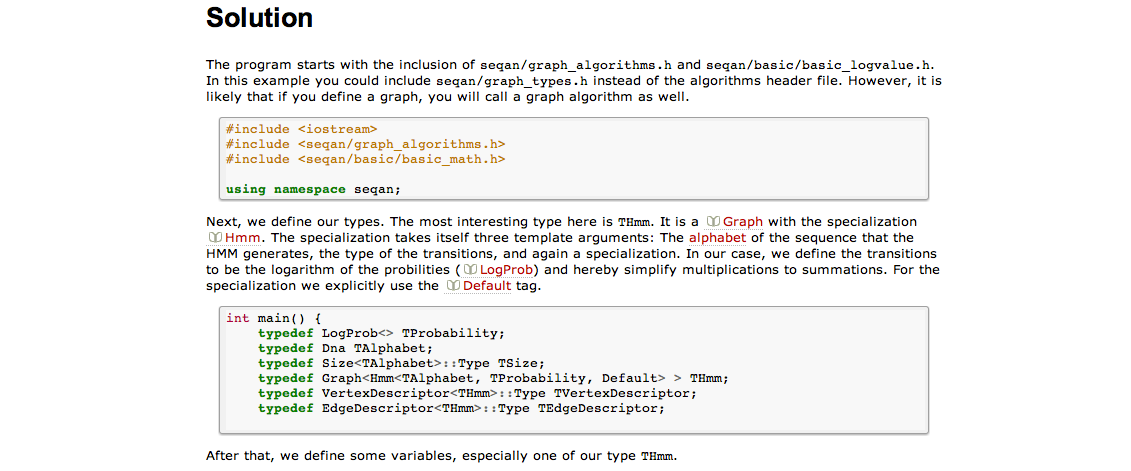 Solution
The program starts with the inclusion of seqan/graph_algorithms.h and seqan/basic/basic_logvalue.h.
In this example you could include seqan/graph_types.h instead of the algorithms header file. However, it is
likely that if you define a graph, you will call a graph algorithm as well.
#include <iostream>
#include <seqan/graph_algorithms.h>
#include <seqan/basic/basic_math.h>
using namespace seqan;
Next, we define our types. The most interesting type here is THmm. It is a Graph with the specialization
Hmm. The specialization takes itself three template arguments: The alphabet of the sequence that the
HMM generates, the type of the transitions, and again a specialization. In our case, we define the transitions
to be the logarithm of the probilities (LogProb) and hereby simplify multiplications to summations. For the
specialization we explicitly use the Default tag.
int main() {
    typedef LogProb<> TProbability;
    typedef Dna TAlphabet;
    typedef Size<TAlphabet>::Type TSize;
    typedef Graph<Hmm<TAlphabet, TProbability, Default> > THmm;
    typedef VertexDescriptor<THmm>::Type TVertexDescriptor;
    typedef EdgeDescriptor<THmm>::Type TEdgeDescriptor;
After that, we define some variables, especially one of our type THmm.